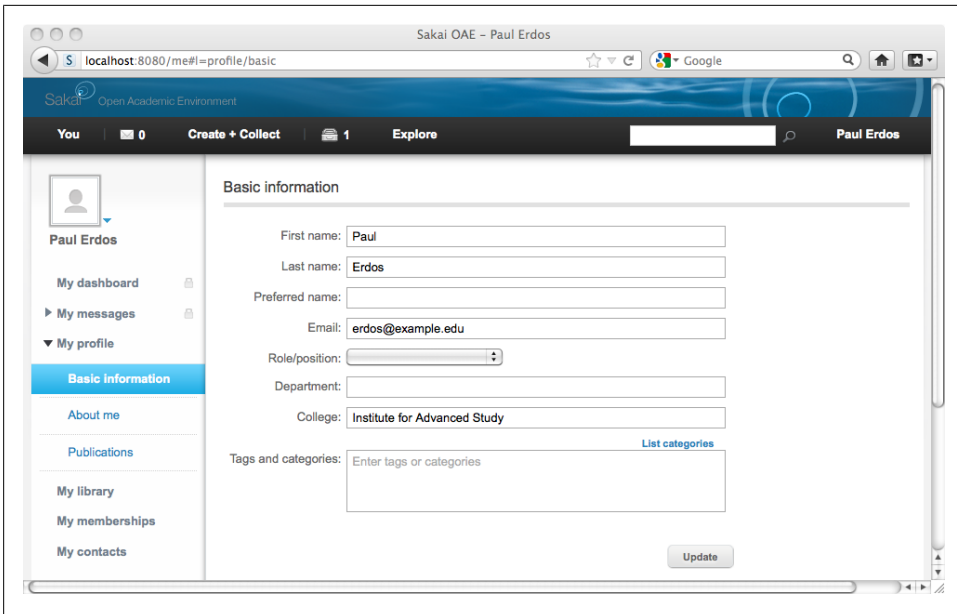 Sakai OAE – Paul Erdos
S localhost:8080/me#l=profile/basic Google
Sakai Open Academic Environment
You 0 Create + Collect 1 Explore Paul Erdos
Paul Erdos
My dashboard
My messages
My profile
Basic information
About me
Publications
My library
My memberships
My contacts
Basic information
First name: Paul
Last name: Erdos
Preferred name:
Email: erdos@example.edu
Role/position:
Department:
College: Institute for Advanced Study
List categories
Tags and categories: Enter tags or categories
Update